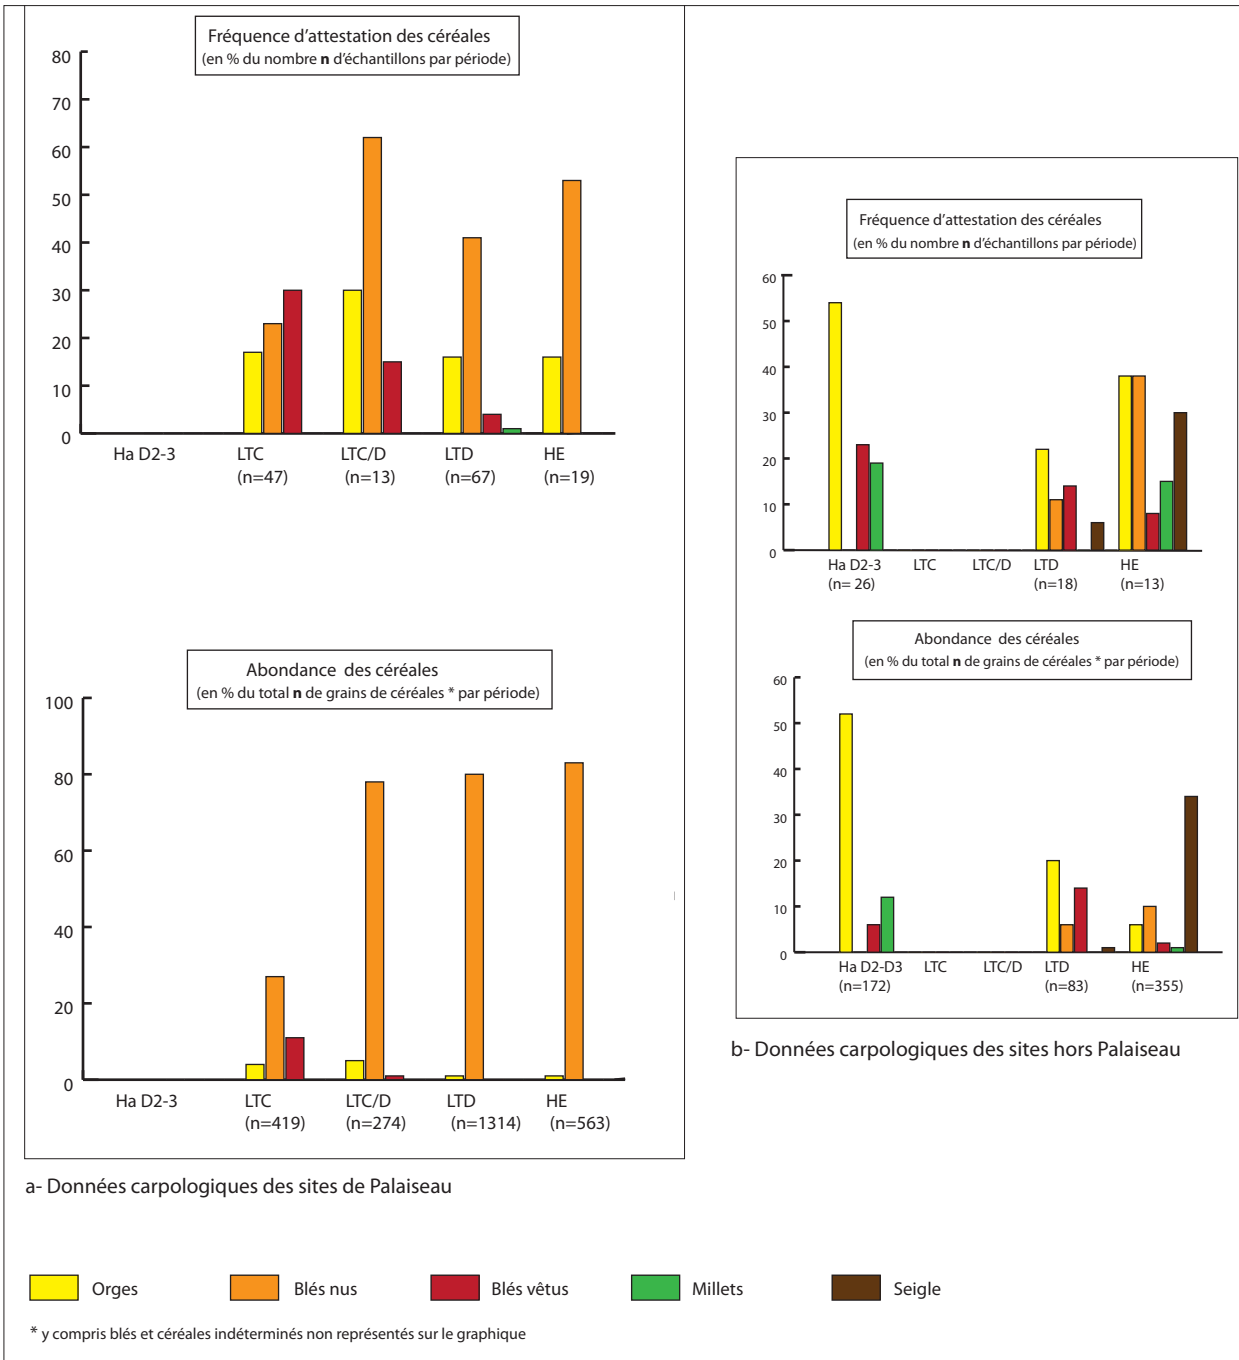 Fréquence d'attestation des céréales
(en % du nombre n d'échantillons par période)
80
70
60
50
40
30
20
10
0
Ha D2-3 LTC LTC/D LTD HE
(n=47) (n=13) (n=67) (n=19)
Abondance des céréales
(en % du total n de grains de céréales * par période)
100
80
60
40
20
0
Ha D2-3 LTC LTC/D LTD HE
(n=419) (n=274) (n=1314) (n=563)
a- Données carpologiques des sites de Palaiseau
Fréquence d'attestation des céréales
(en % du nombre n d'échantillons par période)
60
50
40
30
20
10
0
Ha D2-3 LTC LTC/D LTD HE
(n= 26) (n=18) (n=13)
Abondance des céréales
(en % du total n de grains de céréales * par période)
60
50
40
30
20
10
0
Ha D2-D3 LTC LTC/D LTD HE
(n=172) (n=83) (n=355)
b- Données carpologiques des sites hors Palaiseau
Orges Blés nus Blés vêtus Millets Seigle
* y compris blés et céréales indéterminés non représentés sur le graphique